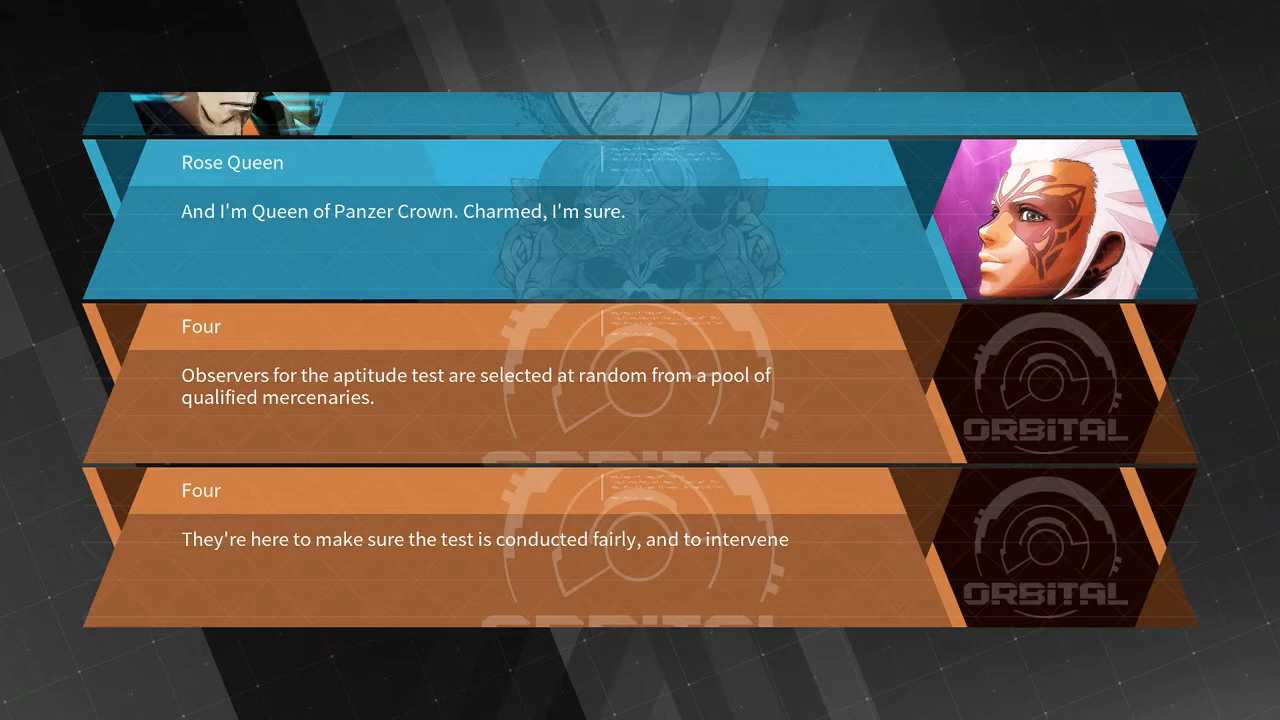 Rose Queen
And I'm Queen of Panzer Crown. Charmed, I'm sure.
Four
Observers for the aptitude test are selected at random from a pool of
qualified mercenaries.
ORBITAL
Four
They're here to make sure the test is conducted fairly, and to intervene
ORBITAL